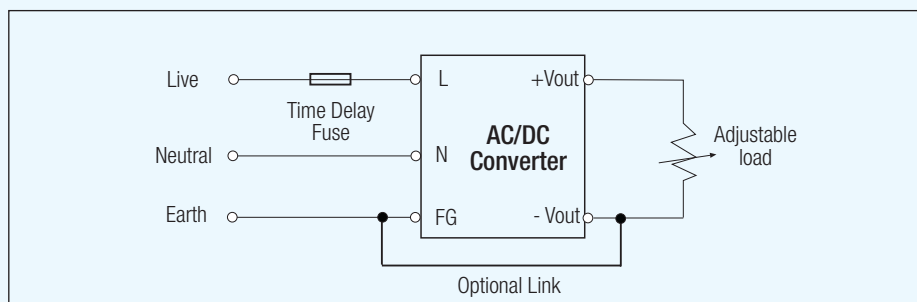 Live
Time Delay
Fuse
L
+Vout
AC/DC
Converter
Adjustable
load
Neutral
N
Earth
FG
- Vout
Optional Link